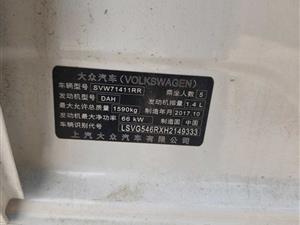 大众汽车(VOLKSWAGEN)
车辆型号 SVW71411RR 乘坐人数 5
发动机型号 DAH 发动机排量 1.4 L
最大允许总质量 1590kg 制造年月 2017.10
发动机最大净功率 66 kW 制造国 中国
车辆识别代号 LSVG546RXH2149333
上汽大众汽车有限公司